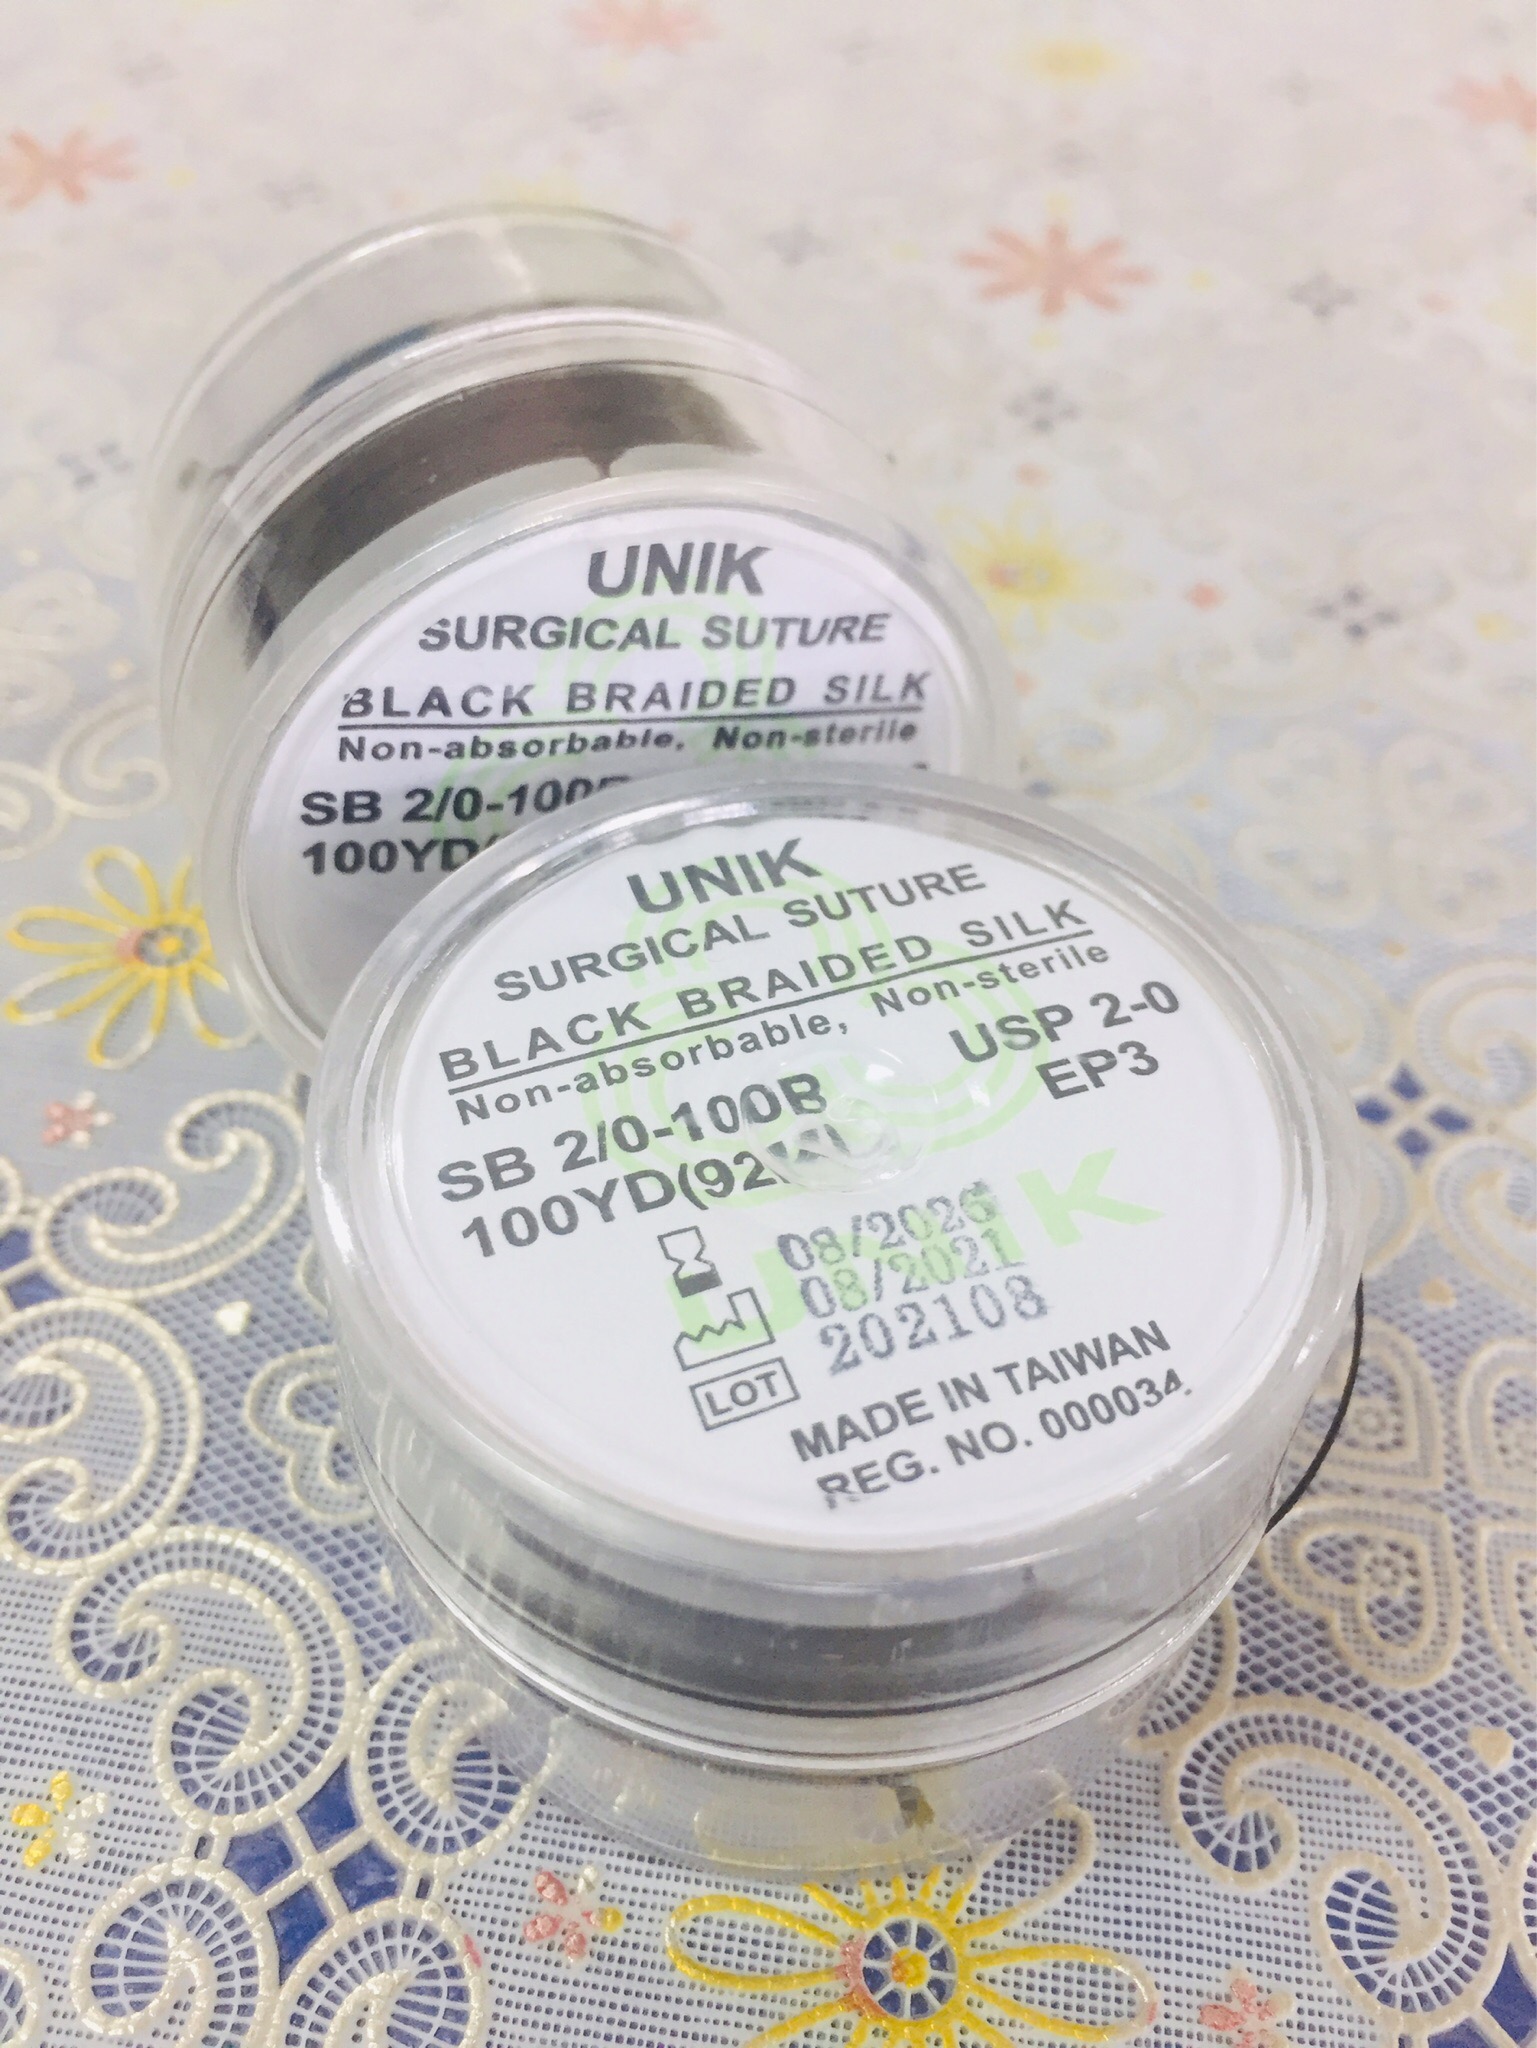 UNIK
SURGICAL SUTURE
BLACK BRAIDED SILK
Non-absorbable, Non-sterile
SB 2/0-100
100YD
UNIK
SURGICAL SUTURE
BLACK BRAIDED SILK
Non-absorbable, Non-sterile
USP 2-0
SB 2/0-100B EP3
100YD(92
08/2026
08/2021
LOT 202108
UNIK
MADE IN TAIWAN
REG. NO. 000034.